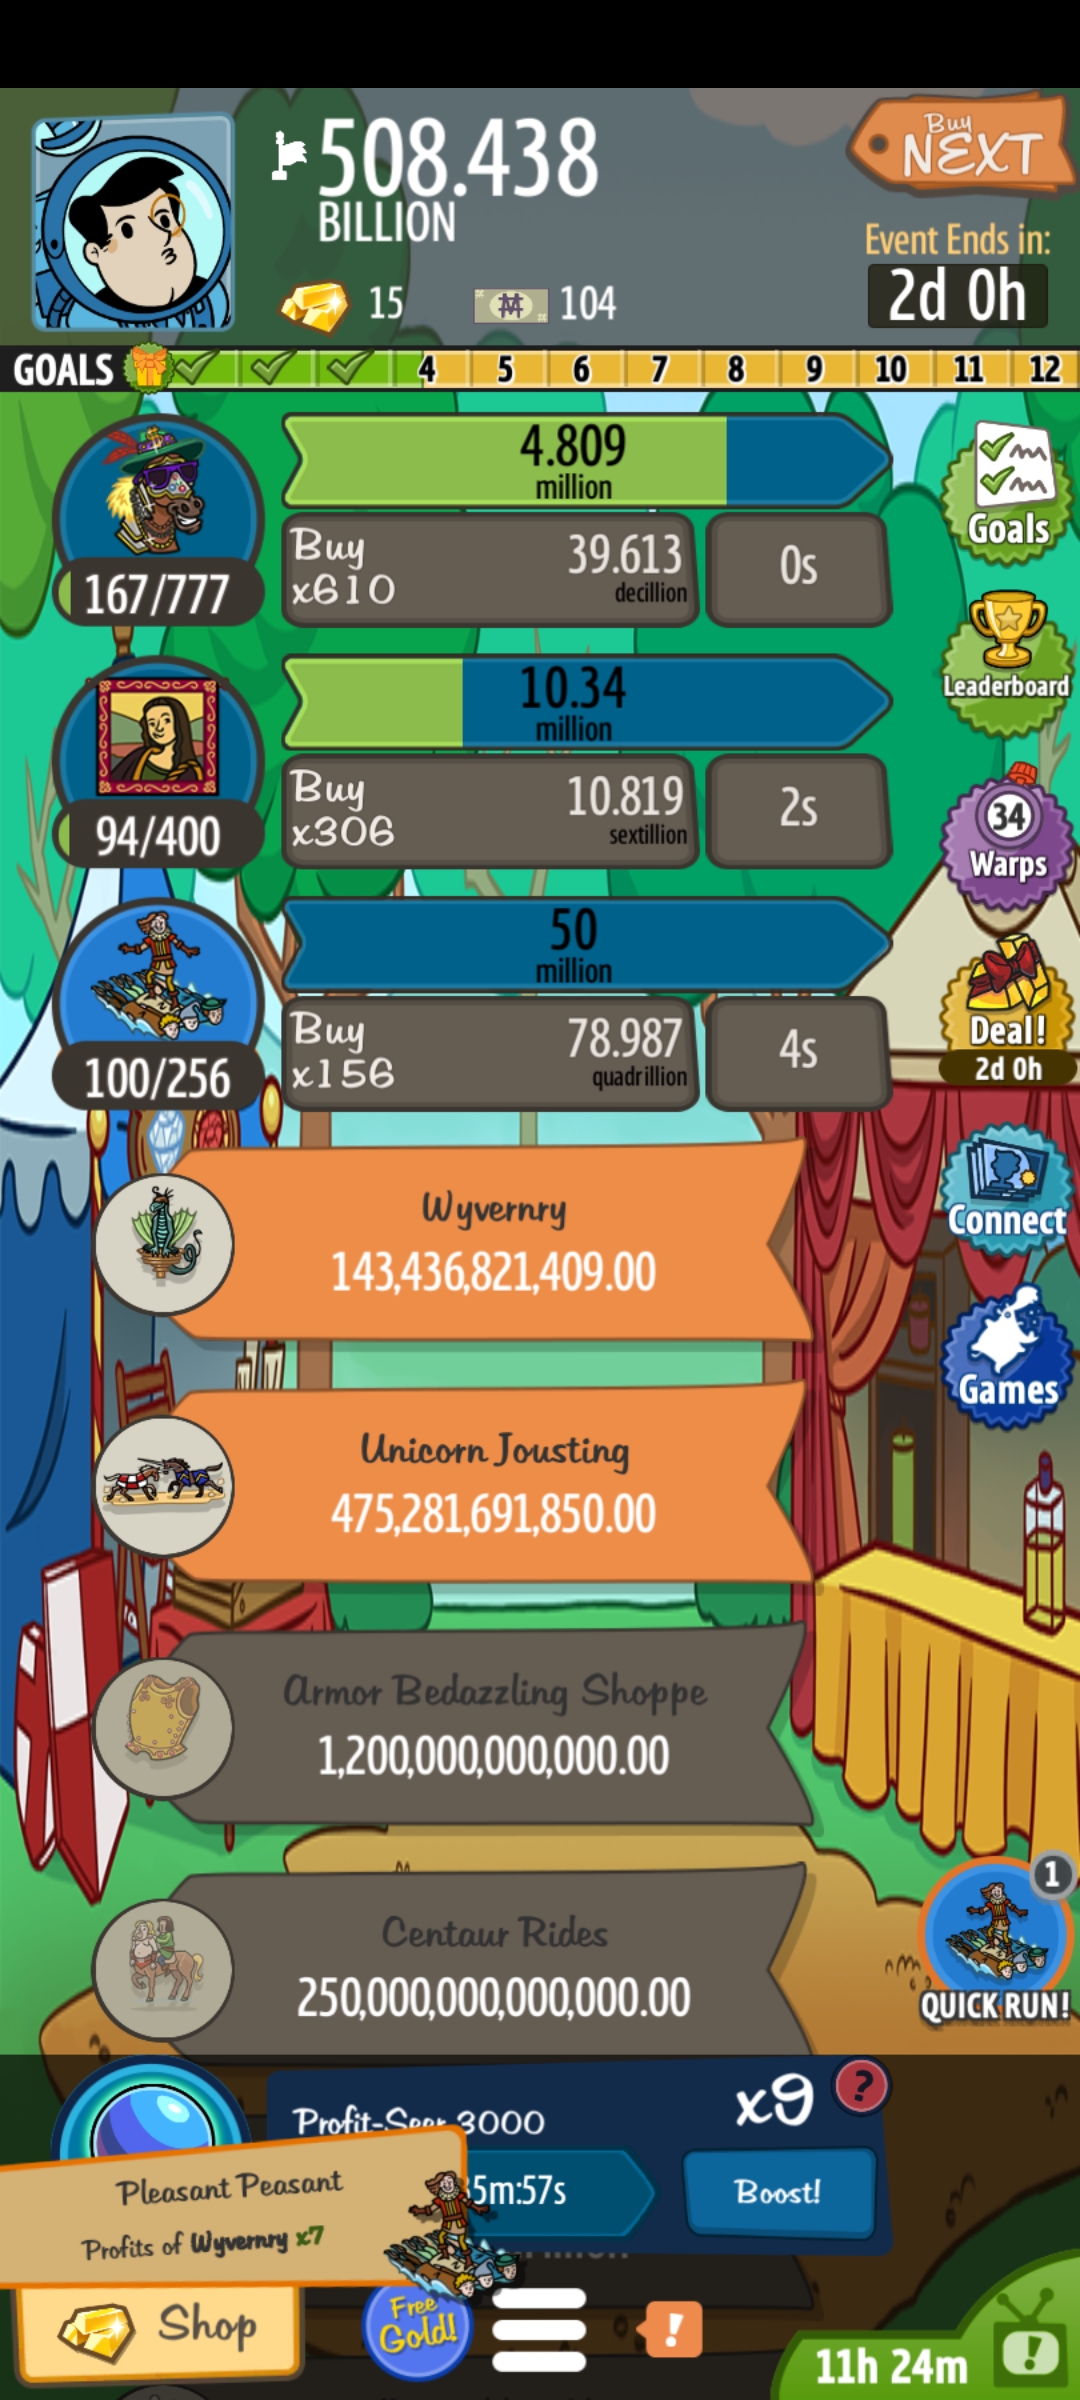 508.438
BILLION
15
104
Buy
NEXT
Event Ends in:
2d 0h
GOALS
4 5 6 7 8 9 10 11 12
4.809
million
Buy
x610
39.613
decillion
0s
167/777
Goals
Leaderboard
10.34
million
Buy
x306
10.819
sextillion
2s
94/400
34
Warps
50
million
Buy
x156
78.987
quadrillion
4s
100/256
Deal!
2d 0h
Wyvernry
143,436,821,409.00
Connect
Unicorn Jousting
475,281,691,850.00
Games
Armor Bedazzling Shoppe
1,200,000,000,000.00
Centaur Rides
250,000,000,000,000.00
1
QUICK RUN!
Profit-Seer 3000
x9
?
5m:57s
Boost!
Pleasant Peasant
Profits of Wyvernry x7
Shop
Free
Gold!
!
11h 24m
!